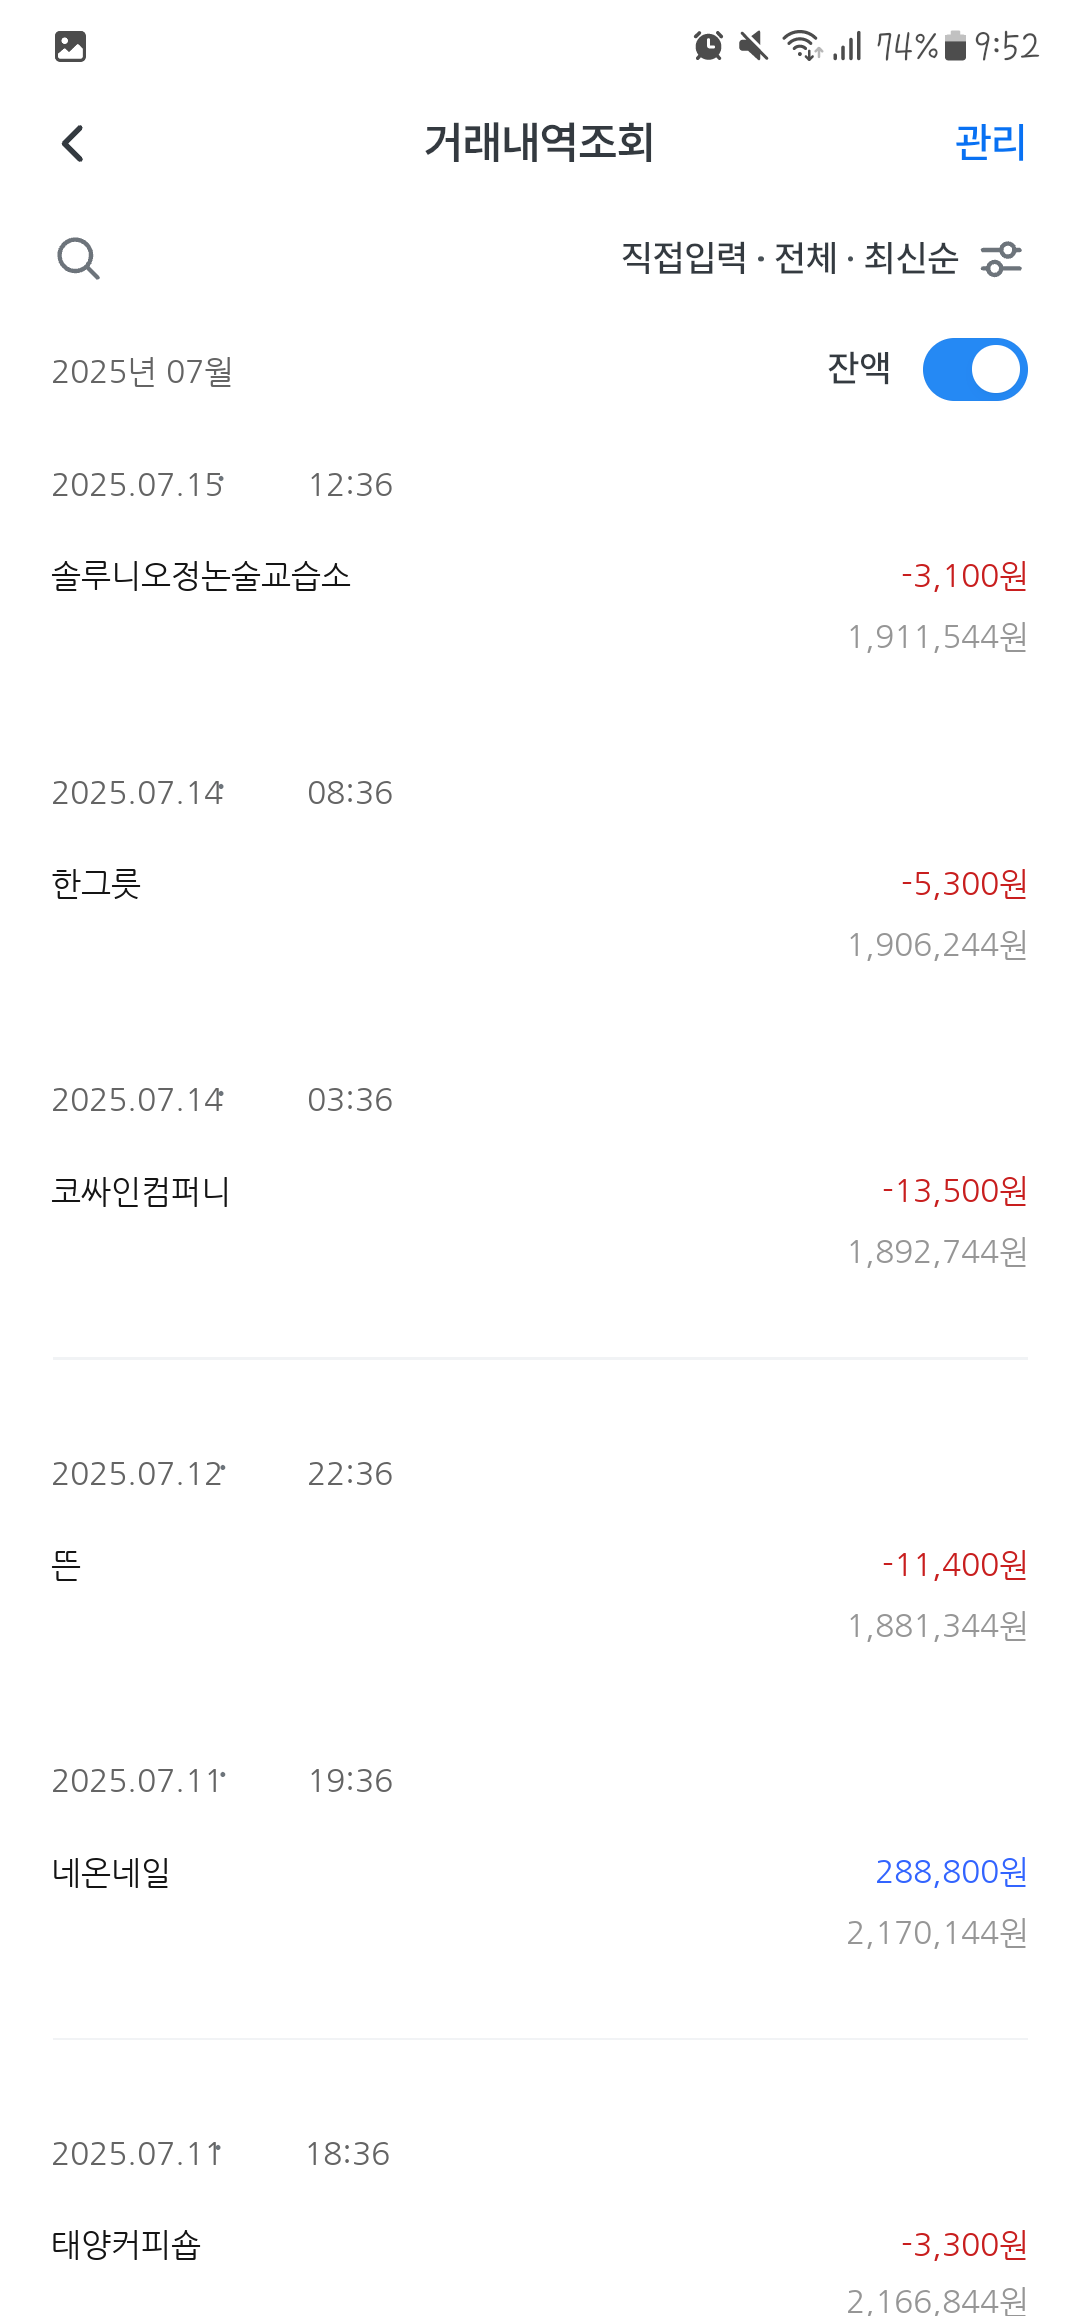 74% 9:52
거래내역조회 관리
직접입력 · 전체 · 최신순
2025년 07월 잔액
2025.07.15 · 12:36
솔루니오정논술교습소 -3,100원
1,911,544원
2025.07.14 · 08:36
한그릇 -5,300원
1,906,244원
2025.07.14 · 03:36
코싸인컴퍼니 -13,500원
1,892,744원
2025.07.12 · 22:36
뜬 -11,400원
1,881,344원
2025.07.11 · 19:36
네온네일 288,800원
2,170,144원
2025.07.11 · 18:36
태양커피숍 -3,300원
2,166,844원